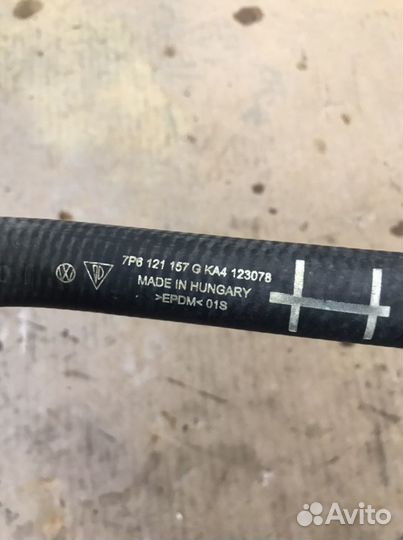 7P6 121 157 G KA4 123078
MADE IN HUNGARY
>EPDM< 01S
Avito